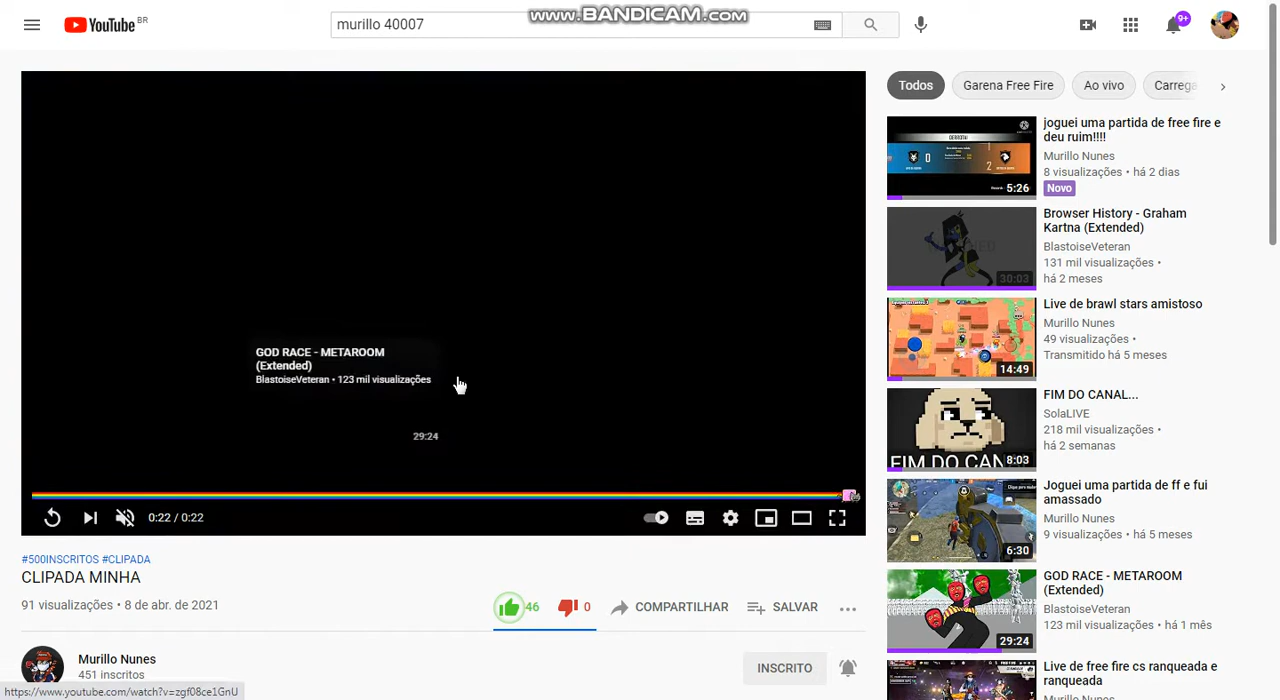 YouTube BR
murillo 40007
www.BANDICAM.com
9+
GOD RACE - METAROOM
(Extended)
BlastoiseVeteran • 123 mil visualizações
29:24
0:22 / 0:22
#500INSCRITOS #CLIPADA
CLIPADA MINHA
91 visualizações • 8 de abr. de 2021
46
0
COMPARTILHAR
SALVAR
Murillo Nunes
451 inscritos
INSCRITO
https://www.youtube.com/watch?v=zgf08ce1GnU
Todos
Garena Free Fire
Ao vivo
Carrega
0
2
5:26
joguei uma partida de free fire e
deu ruim!!!!
Murillo Nunes
8 visualizações • há 2 dias
Novo
30:03
Browser History - Graham
Kartna (Extended)
BlastoiseVeteran
131 mil visualizações •
há 2 meses
14:49
Live de brawl stars amistoso
Murillo Nunes
49 visualizações •
Transmitido há 5 meses
FIM DO CANAL
8:03
FIM DO CANAL...
SolaLIVE
218 mil visualizações •
há 2 semanas
6:30
Joguei uma partida de ff e fui
amassado
Murillo Nunes
9 visualizações • há 5 meses
29:24
GOD RACE - METAROOM
(Extended)
BlastoiseVeteran
123 mil visualizações • há 1 mês
Live de free fire cs ranqueada e
ranqueada
Murillo Nunes